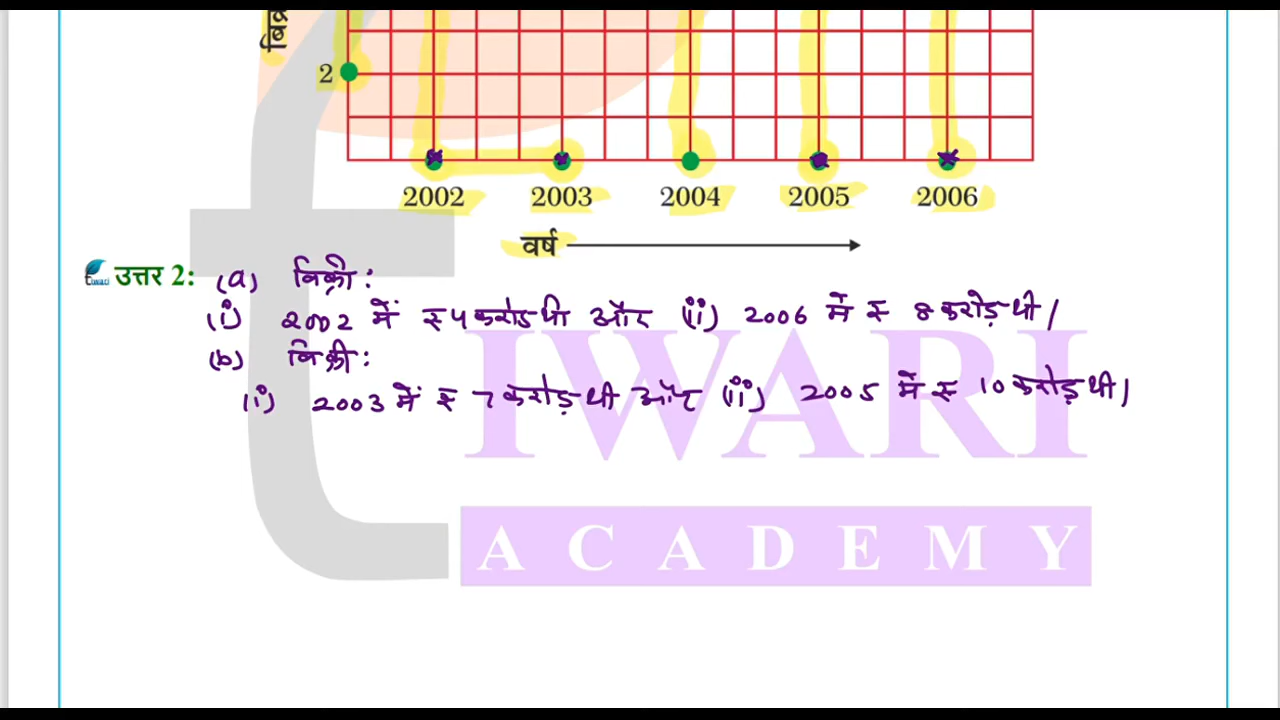 बिक्र
2
2002 2003 2004 2005 2006
वर्ष
उत्तर 2: (a) बिक्री:
(i) 2002 में रु 4 करोड़ थी और (ii) 2006 में रु 8 करोड़ थी।
(b) बिक्री:
(i) 2003 में रु 7 करोड़ थी और (ii) 2005 में रु 10 करोड़ थी।
IWARI
ACADEMY